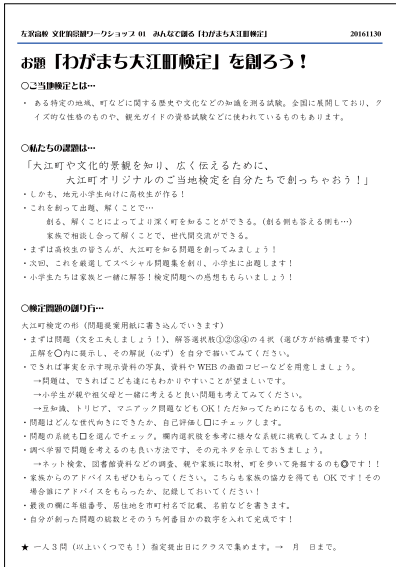 左沢高校 文化的景観ワークショップ 01 みんなで創る「わがまち大江町検定」 20161130
お題「わがまち大江町検定」を創ろう！
○ご当地検定とは…
・ ある特定の地域、町などに関する歴史や文化などの知識を測る試験。全国に展開しており、ク
イズ的な性格のものや、観光ガイドの資格試験などに使われているものもあります。
○私たちの課題は…
「大江町や文化的景観を知り、広く伝えるために、
大江町オリジナルのご当地検定を自分たちで創っちゃおう！」
・しかも、地元小学生向けに高校生が作る！
・これを創って出題、解くことで…
創る、解くことによってより深く町を知ることができる。(創る側も答える側も…)
家族で相談し合って解くことで、世代間交流ができる。
・まずは高校生の皆さんが、大江町を知る問題を創ってみましょう！
・次回、これを厳選してスペシャル問題集を創り、小学生に出題します！
・小学生たちは家族と一緒に解答！検定問題への感想ももらいましょう！
○検定問題の創り方…
大江町検定の形（問題提案用紙に書き込んでいきます）
・まずは問題（文を工夫しましょう！）、解答選択肢①②③④の４択（選び方が結構重要です）
正解を○内に提示し、その解説（必ず）を自分で描いてみてください。
・できれば事実を示す現示資料の写真、資料や WEB の画面コピーなどを用意しましょう。
→問題は、できればこども達にもわかりやすいことが望ましいです。
→小学生が親や祖父母と一緒に考えると良い問題も考えてみてください。
→豆知識、トリビア、マニアック問題なども OK！ただ知ってためになるもの、楽しいものを
・問題はどんな世代向きにできたか、自己評価し□にチェックします。
・問題の系統も□を選んでチェック。欄内選択肢を参考に様々な系統に挑戦してみましょう！
・調べ学習で問題を考えるのも良い方法です、その元ネタを示しておきましょう。
→ネット検索、図書館資料などの調査、親や家族に取材、町を歩いて発掘するのも◎です！！
・家族からのアドバイスもぜひもらってください。こちらも家族の協力を得ても OK です！その
場合誰にアドバイスをもらったか、記録しておいてください！
・最後の欄に年組番号、居住地を市町村名で記載、名前などを書きます。
・自分が創った問題の総数とそのうち何番目かの数字を入れて完成です！
★ 一人３問（以上いくつでも！）指定提出日にクラスで集めます。→ 月 日まで。